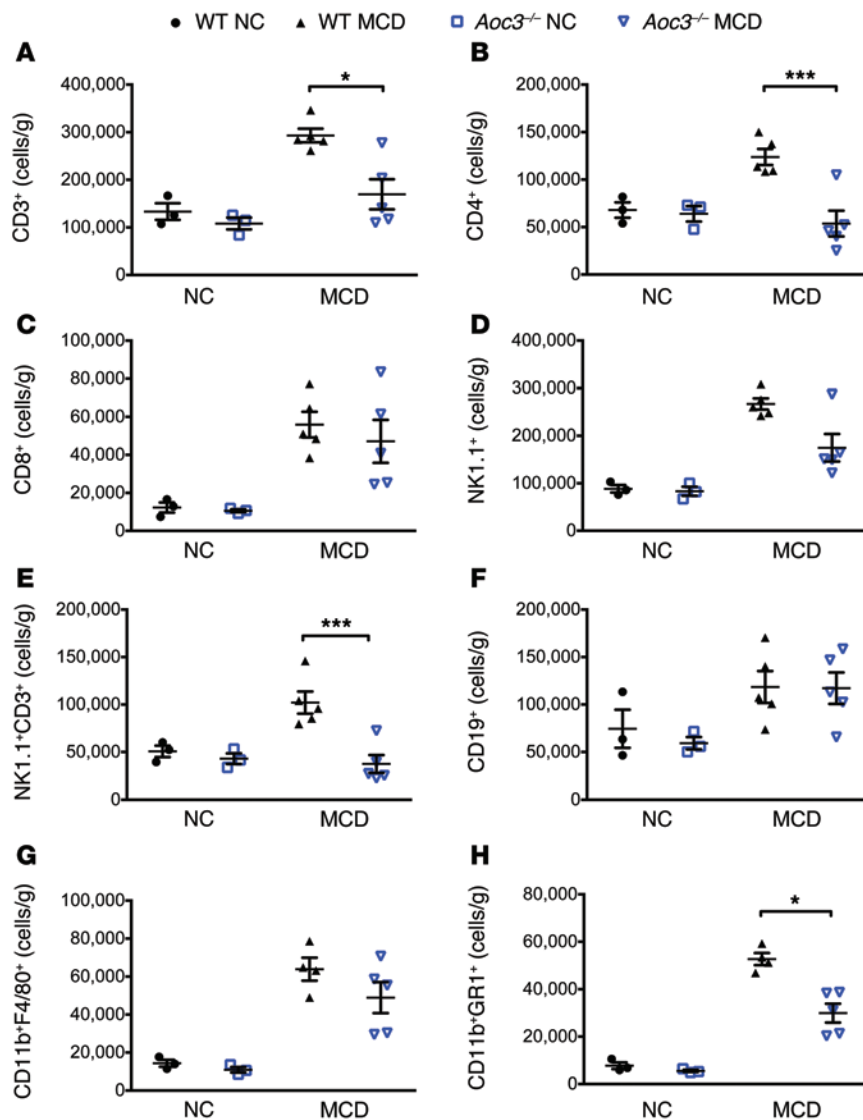 ● WT NC ▲ WT MCD □ Aoc3⁻/⁻ NC ▽ Aoc3⁻/⁻ MCD
A
CD3⁺ (cells/g)
400,000
300,000
200,000
100,000
0
*
NC MCD
B
CD4⁺ (cells/g)
200,000
150,000
100,000
50,000
0
***
NC MCD
C
CD8⁺ (cells/g)
100,000
80,000
60,000
40,000
20,000
0
NC MCD
D
NK1.1⁺ (cells/g)
400,000
300,000
200,000
100,000
0
NC MCD
E
NK1.1⁺CD3⁺ (cells/g)
200,000
150,000
100,000
50,000
0
***
NC MCD
F
CD19⁺ (cells/g)
200,000
150,000
100,000
50,000
0
NC MCD
G
CD11b⁺F4/80⁺ (cells/g)
100,000
80,000
60,000
40,000
20,000
0
NC MCD
H
CD11b⁺GR1⁺ (cells/g)
80,000
60,000
40,000
20,000
0
*
NC MCD